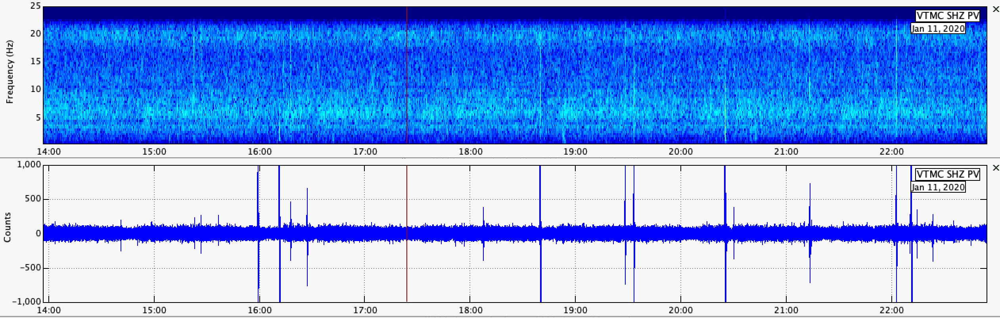 25
20
15
10
5
Frequency (Hz)
VTMC SHZ PV
Jan 11, 2020
14:00 15:00 16:00 17:00 18:00 19:00 20:00 21:00 22:00
1,000
500
0
-500
-1,000
Counts
VTMC SHZ PV
Jan 11, 2020
14:00 15:00 16:00 17:00 18:00 19:00 20:00 21:00 22:00